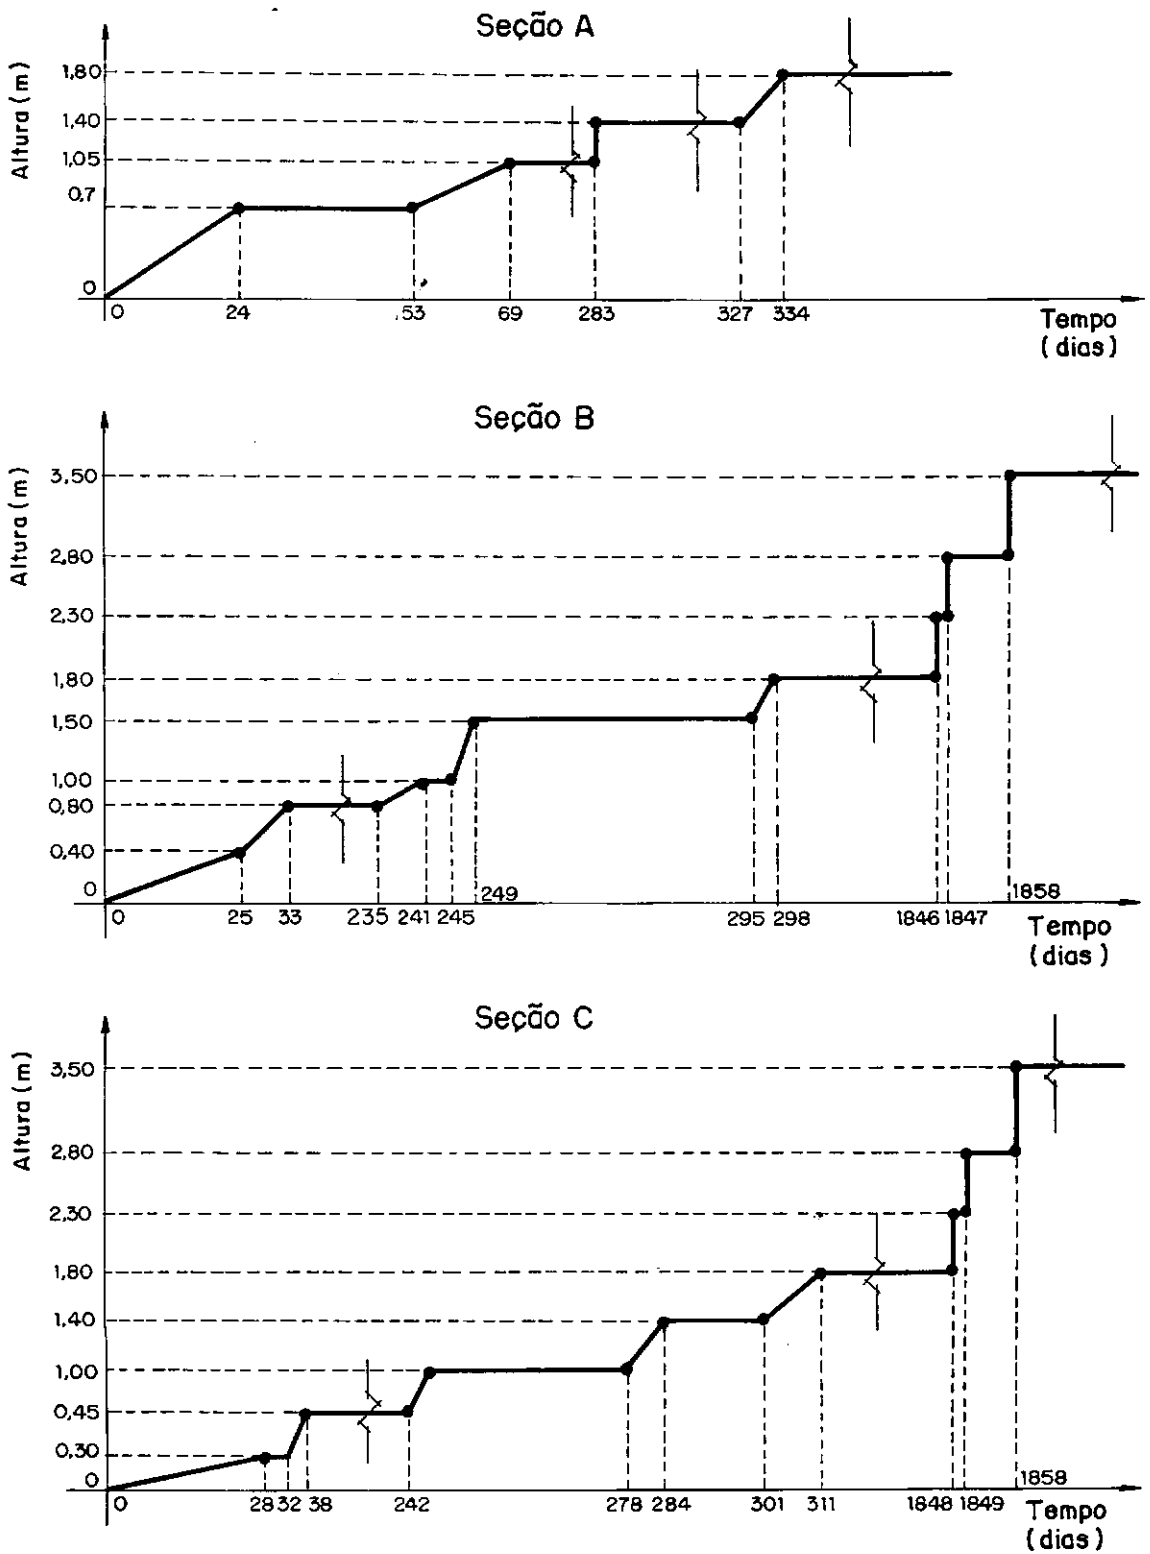 Seção A
Altura (m)
1,80
1,40
1,05
0,7
0
0 24 53 69 283 327 334
Tempo
(dias)
Seção B
Altura (m)
3,50
2,80
2,30
1,80
1,50
1,00
0,80
0,40
0
249
1858
0 25 33 235 241 245 295 298 1846 1847
Tempo
(dias)
Seção C
Altura (m)
3,50
2,80
2,30
1,80
1,40
1,00
0,45
0,30
0
1858
0 28 32 38 242 278 284 301 311 1848 1849
Tempo
(dias)